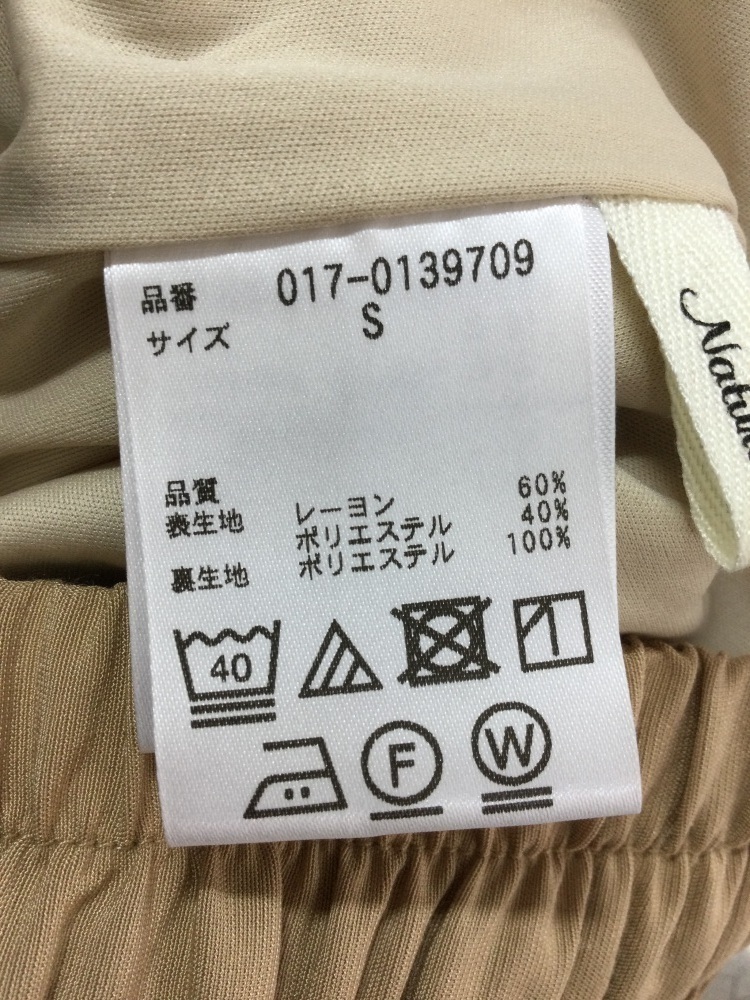 品番 017-0139709
サイズ S
品質
表生地 レーヨン 60%
ポリエステル 40%
裏生地 ポリエステル 100%
40
F W